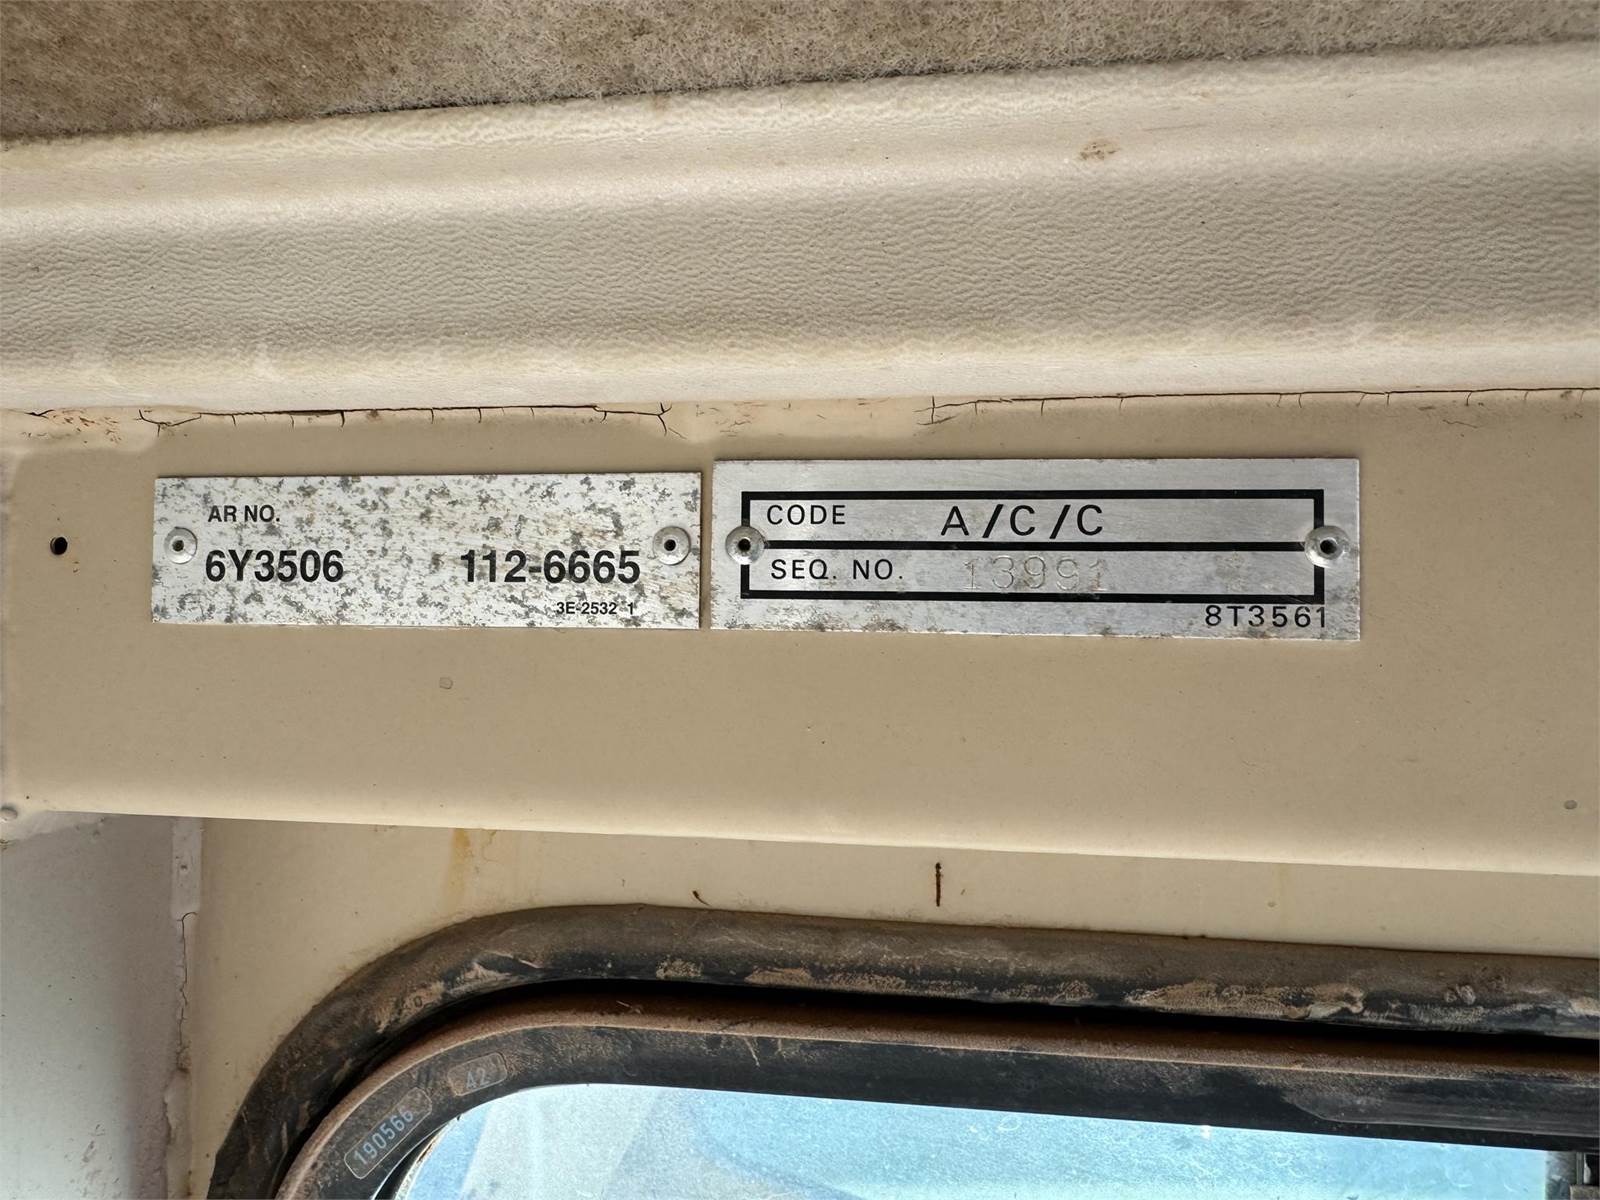 AR NO.
6Y3506 112-6665
3E-2532 1
CODE A/C/C
SEQ. NO. 13991
8T3561
42
190566